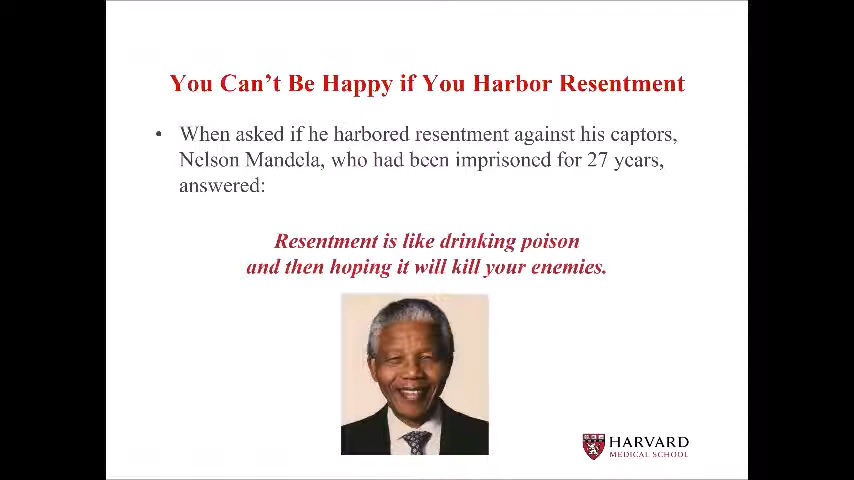 You Can't Be Happy if You Harbor Resentment
• When asked if he harbored resentment against his captors,
Nelson Mandela, who had been imprisoned for 27 years,
answered:
Resentment is like drinking poison
and then hoping it will kill your enemies.
HARVARD
MEDICAL SCHOOL